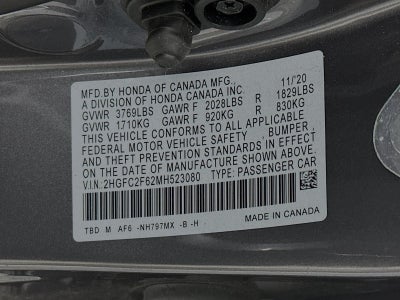 MFD.BY HONDA OF CANADA MFG., 11/'20
A DIVISION OF HONDA CANADA INC.
GVWR 3769LBS GAWR F 2028LBS R 1829LBS
GVWR 1710KG GAWR F 920KG R 830KG
THIS VEHICLE CONFORMS TO ALL APPLICABLE
FEDERAL MOTOR VEHICLE SAFETY BUMPER,
AND THEFT PREVENTION STANDARDS IN EFFECT
ON THE DATE OF MANUFACTURE SHOWN ABOVE.
V.I.N:2HGFC2F62MH523080 TYPE: PASSENGER CAR
TBD M AF6 -NH797MX -B -H MADE IN CANADA